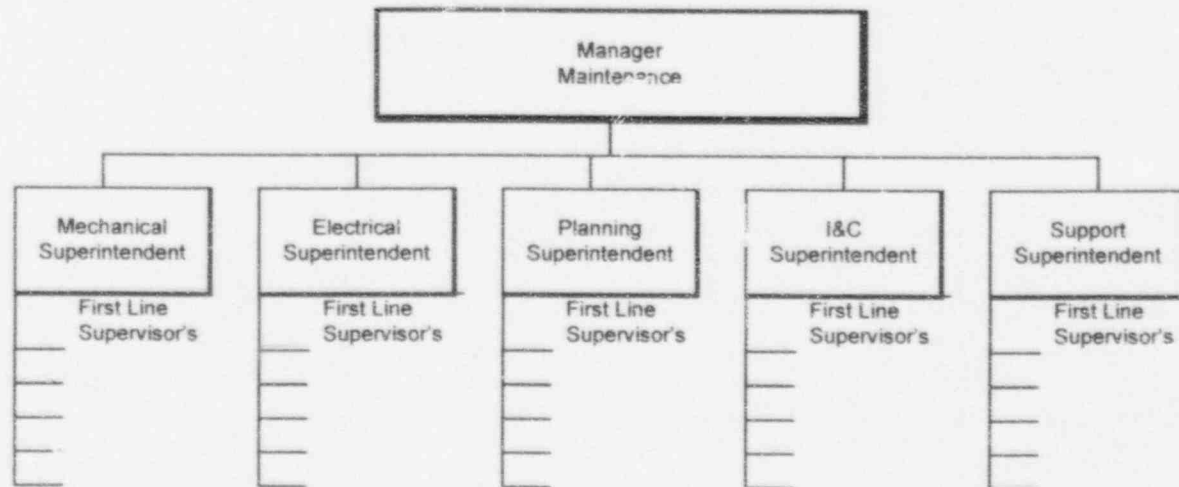 Manager
Maintenance
Mechanical
Superintendent
First Line
Supervisor's
Electrical
Superintendent
First Line
Supervisor's
Planning
Superintendent
First Line
Supervisor's
I&C
Superintendent
First Line
Supervisor's
Support
Superintendent
First Line
Supervisor's